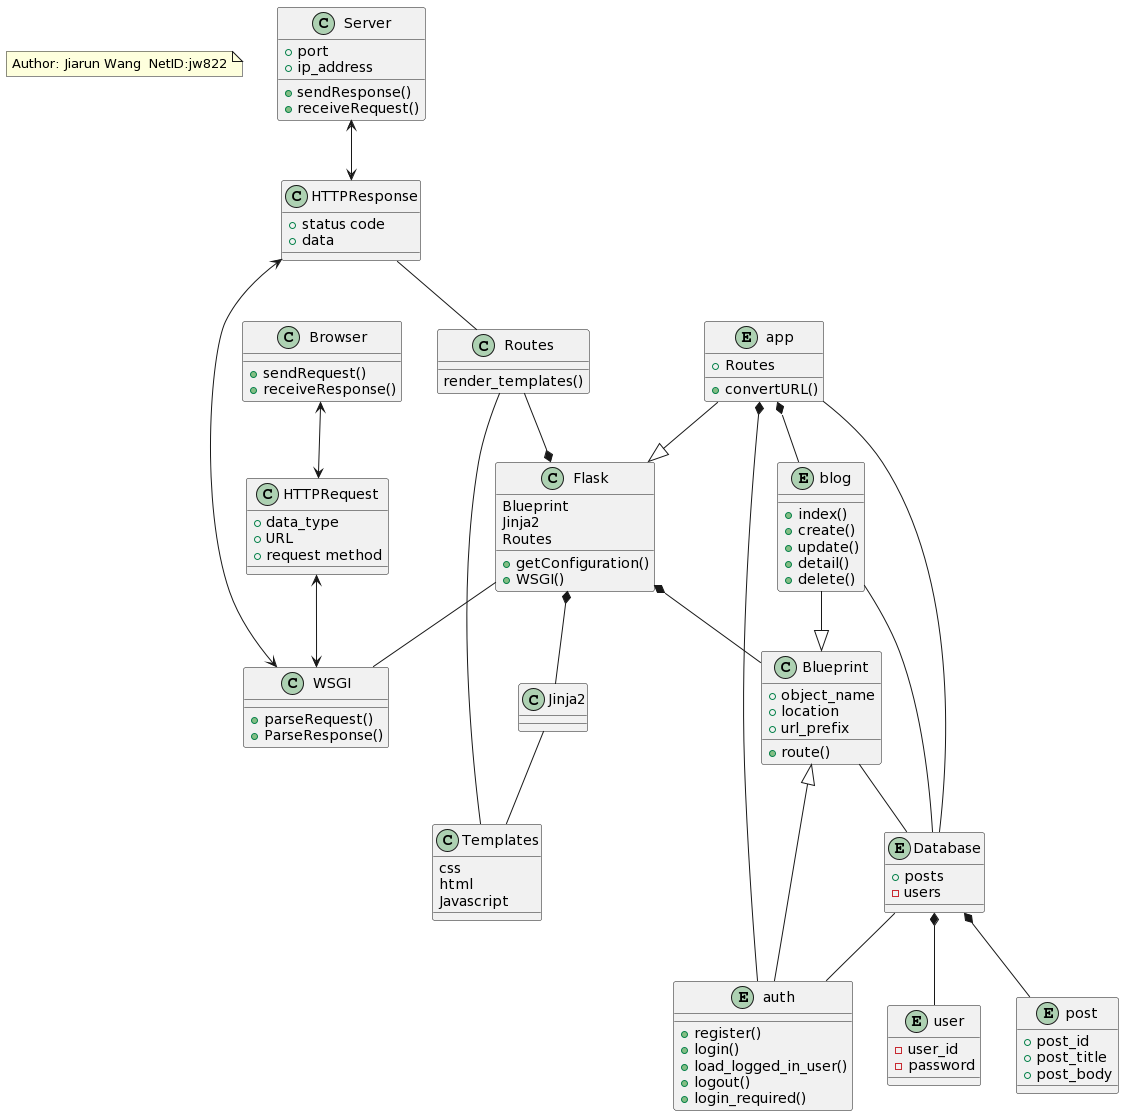 C Server
port
ip_address
sendResponse()
receiveRequest()
Author: Jiarun Wang  NetID:jw822
C HTTPResponse
status code
data
C Browser
sendRequest()
receiveResponse()
C Routes
render_templates()
E app
Routes
convertURL()
C HTTPRequest
data_type
URL
request method
C Flask
Blueprint
Jinja2
Routes
getConfiguration()
WSGI()
E blog
index()
create()
update()
detail()
delete()
C WSGI
parseRequest()
ParseResponse()
C Jinja2
C Blueprint
object_name
location
url_prefix
route()
C Templates
css
html
Javascript
E Database
posts
users
E auth
register()
login()
load_logged_in_user()
logout()
login_required()
E user
user_id
password
E post
post_id
post_title
post_body